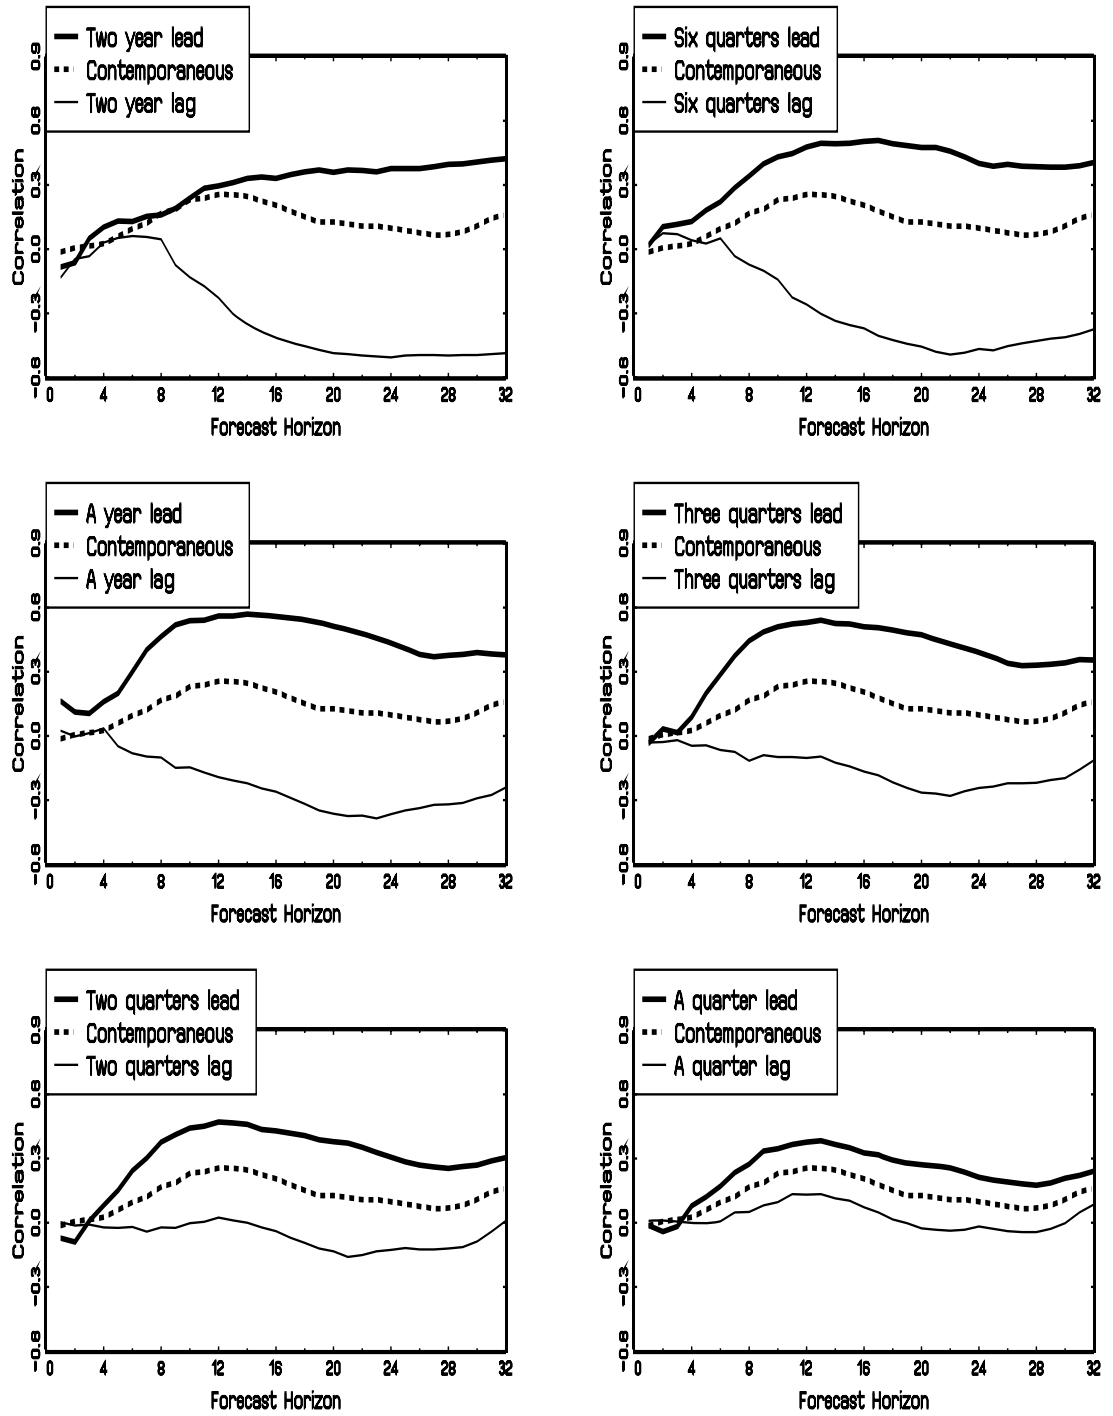 Two year lead
Contemporaneous
Two year lag
Correlation
0.9
0.6
0.3
0.0
-0.3
-0.6
0 4 8 12 16 20 24 28 32
Forecast Horizon
Six quarters lead
Contemporaneous
Six quarters lag
Correlation
0.9
0.6
0.3
0.0
-0.3
-0.6
0 4 8 12 16 20 24 28 32
Forecast Horizon
A year lead
Contemporaneous
A year lag
Correlation
0.9
0.6
0.3
0.0
-0.3
-0.6
0 4 8 12 16 20 24 28 32
Forecast Horizon
Three quarters lead
Contemporaneous
Three quarters lag
Correlation
0.9
0.6
0.3
0.0
-0.3
-0.6
0 4 8 12 16 20 24 28 32
Forecast Horizon
Two quarters lead
Contemporaneous
Two quarters lag
Correlation
0.9
0.6
0.3
0.0
-0.3
-0.6
0 4 8 12 16 20 24 28 32
Forecast Horizon
A quarter lead
Contemporaneous
A quarter lag
Correlation
0.9
0.6
0.3
0.0
-0.3
-0.6
0 4 8 12 16 20 24 28 32
Forecast Horizon